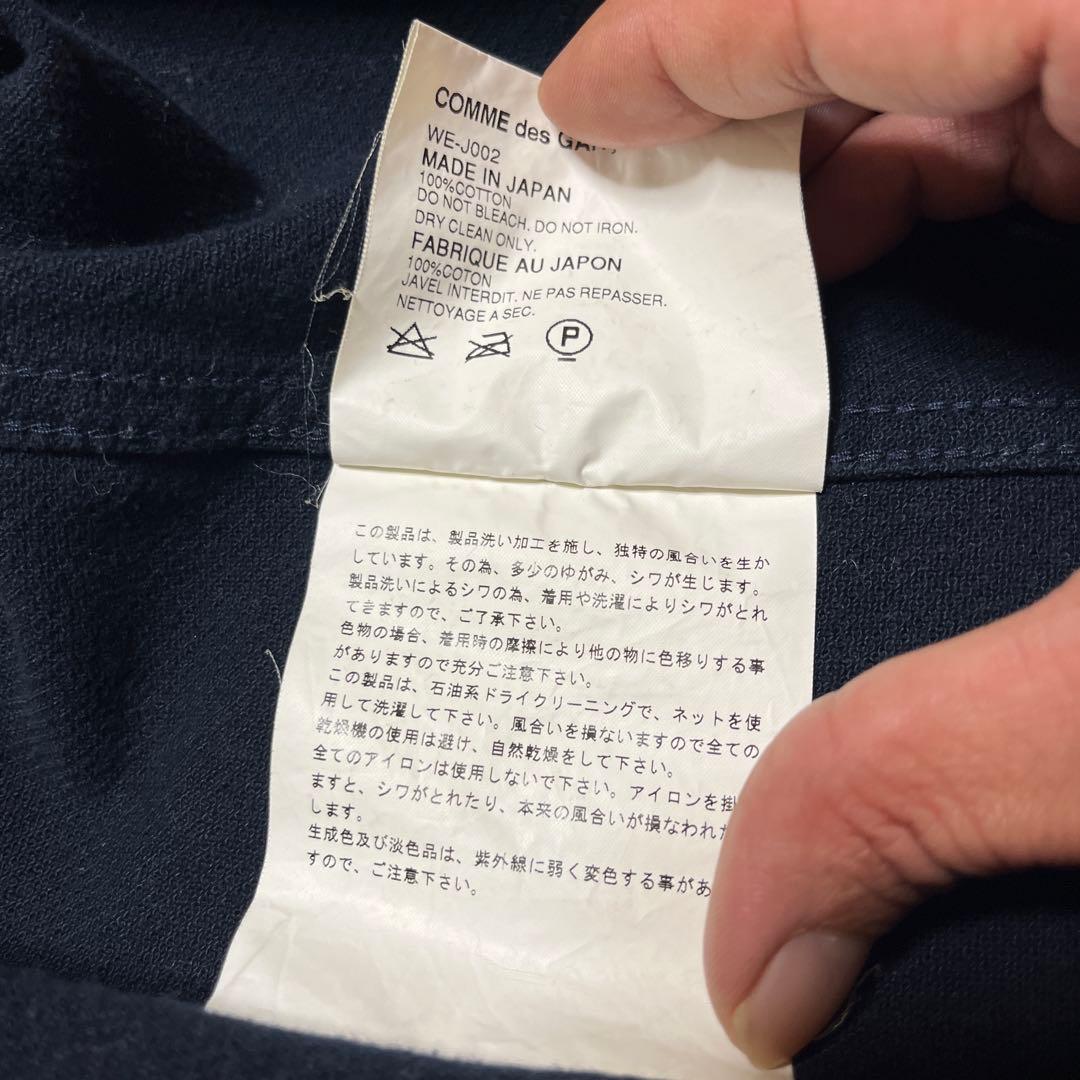 COMME des
WE-J002
MADE IN JAPAN
100%COTTON
DO NOT BLEACH. DO NOT IRON.
DRY CLEAN ONLY.
FABRIQUE AU JAPON
100%COTON
JAVEL INTERDIT. NE PAS REPASSER.
NETTOYAGE A SEC.
P
この製品は、製品洗い加工を施し、独特の風合いを生か
しています。その為、多少のゆがみ、シワが生じます。
製品洗いによるシワの為、着用や洗濯によりシワがとれ
てきますので、ご了承下さい。
色物の場合、着用時の摩擦により他の物に色移りする事
がありますので充分ご注意下さい。
この製品は、石油系ドライクリーニングで、ネットを使
用して洗濯して下さい。風合いを損ないますので全ての
乾燥機の使用は避け、自然乾燥をして下さい。
全てのアイロンは使用しないで下さい。アイロンを掛
ますと、シワがとれたり、本来の風合いが損なわれた
します。
生成色及び淡色品は、紫外線に弱く変色する事があ
すので、ご注意下さい。